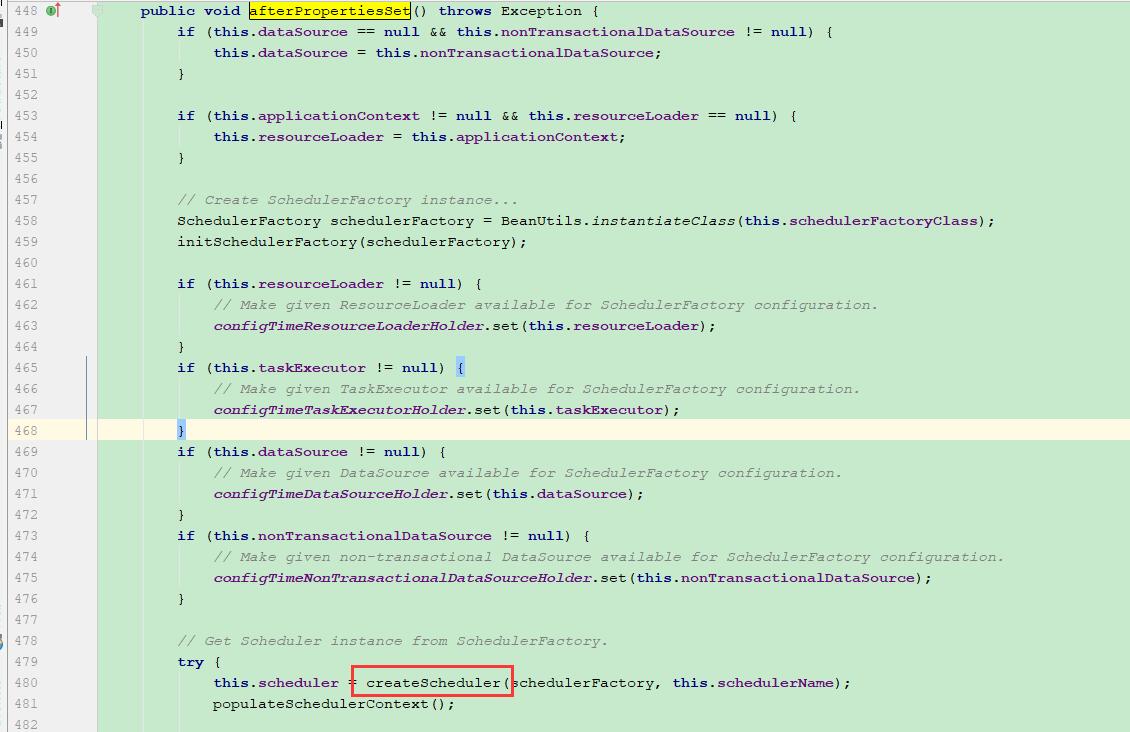 448 public void afterPropertiesSet() throws Exception {
449 if (this.dataSource == null && this.nonTransactionalDataSource != null) {
450 this.dataSource = this.nonTransactionalDataSource;
451 }
452
453 if (this.applicationContext != null && this.resourceLoader == null) {
454 this.resourceLoader = this.applicationContext;
455 }
456
457 // Create SchedulerFactory instance...
458 SchedulerFactory schedulerFactory = BeanUtils.instantiateClass(this.schedulerFactoryClass);
459 initSchedulerFactory(schedulerFactory);
460
461 if (this.resourceLoader != null) {
462 // Make given ResourceLoader available for SchedulerFactory configuration.
463 configTimeResourceLoaderHolder.set(this.resourceLoader);
464 }
465 if (this.taskExecutor != null) {
466 // Make given TaskExecutor available for SchedulerFactory configuration.
467 configTimeTaskExecutorHolder.set(this.taskExecutor);
468 }
469 if (this.dataSource != null) {
470 // Make given DataSource available for SchedulerFactory configuration.
471 configTimeDataSourceHolder.set(this.dataSource);
472 }
473 if (this.nonTransactionalDataSource != null) {
474 // Make given non-transactional DataSource available for SchedulerFactory configuration.
475 configTimeNonTransactionalDataSourceHolder.set(this.nonTransactionalDataSource);
476 }
477
478 // Get Scheduler instance from SchedulerFactory.
479 try {
480 this.scheduler = createScheduler(schedulerFactory, this.schedulerName);
481 populateSchedulerContext();
482